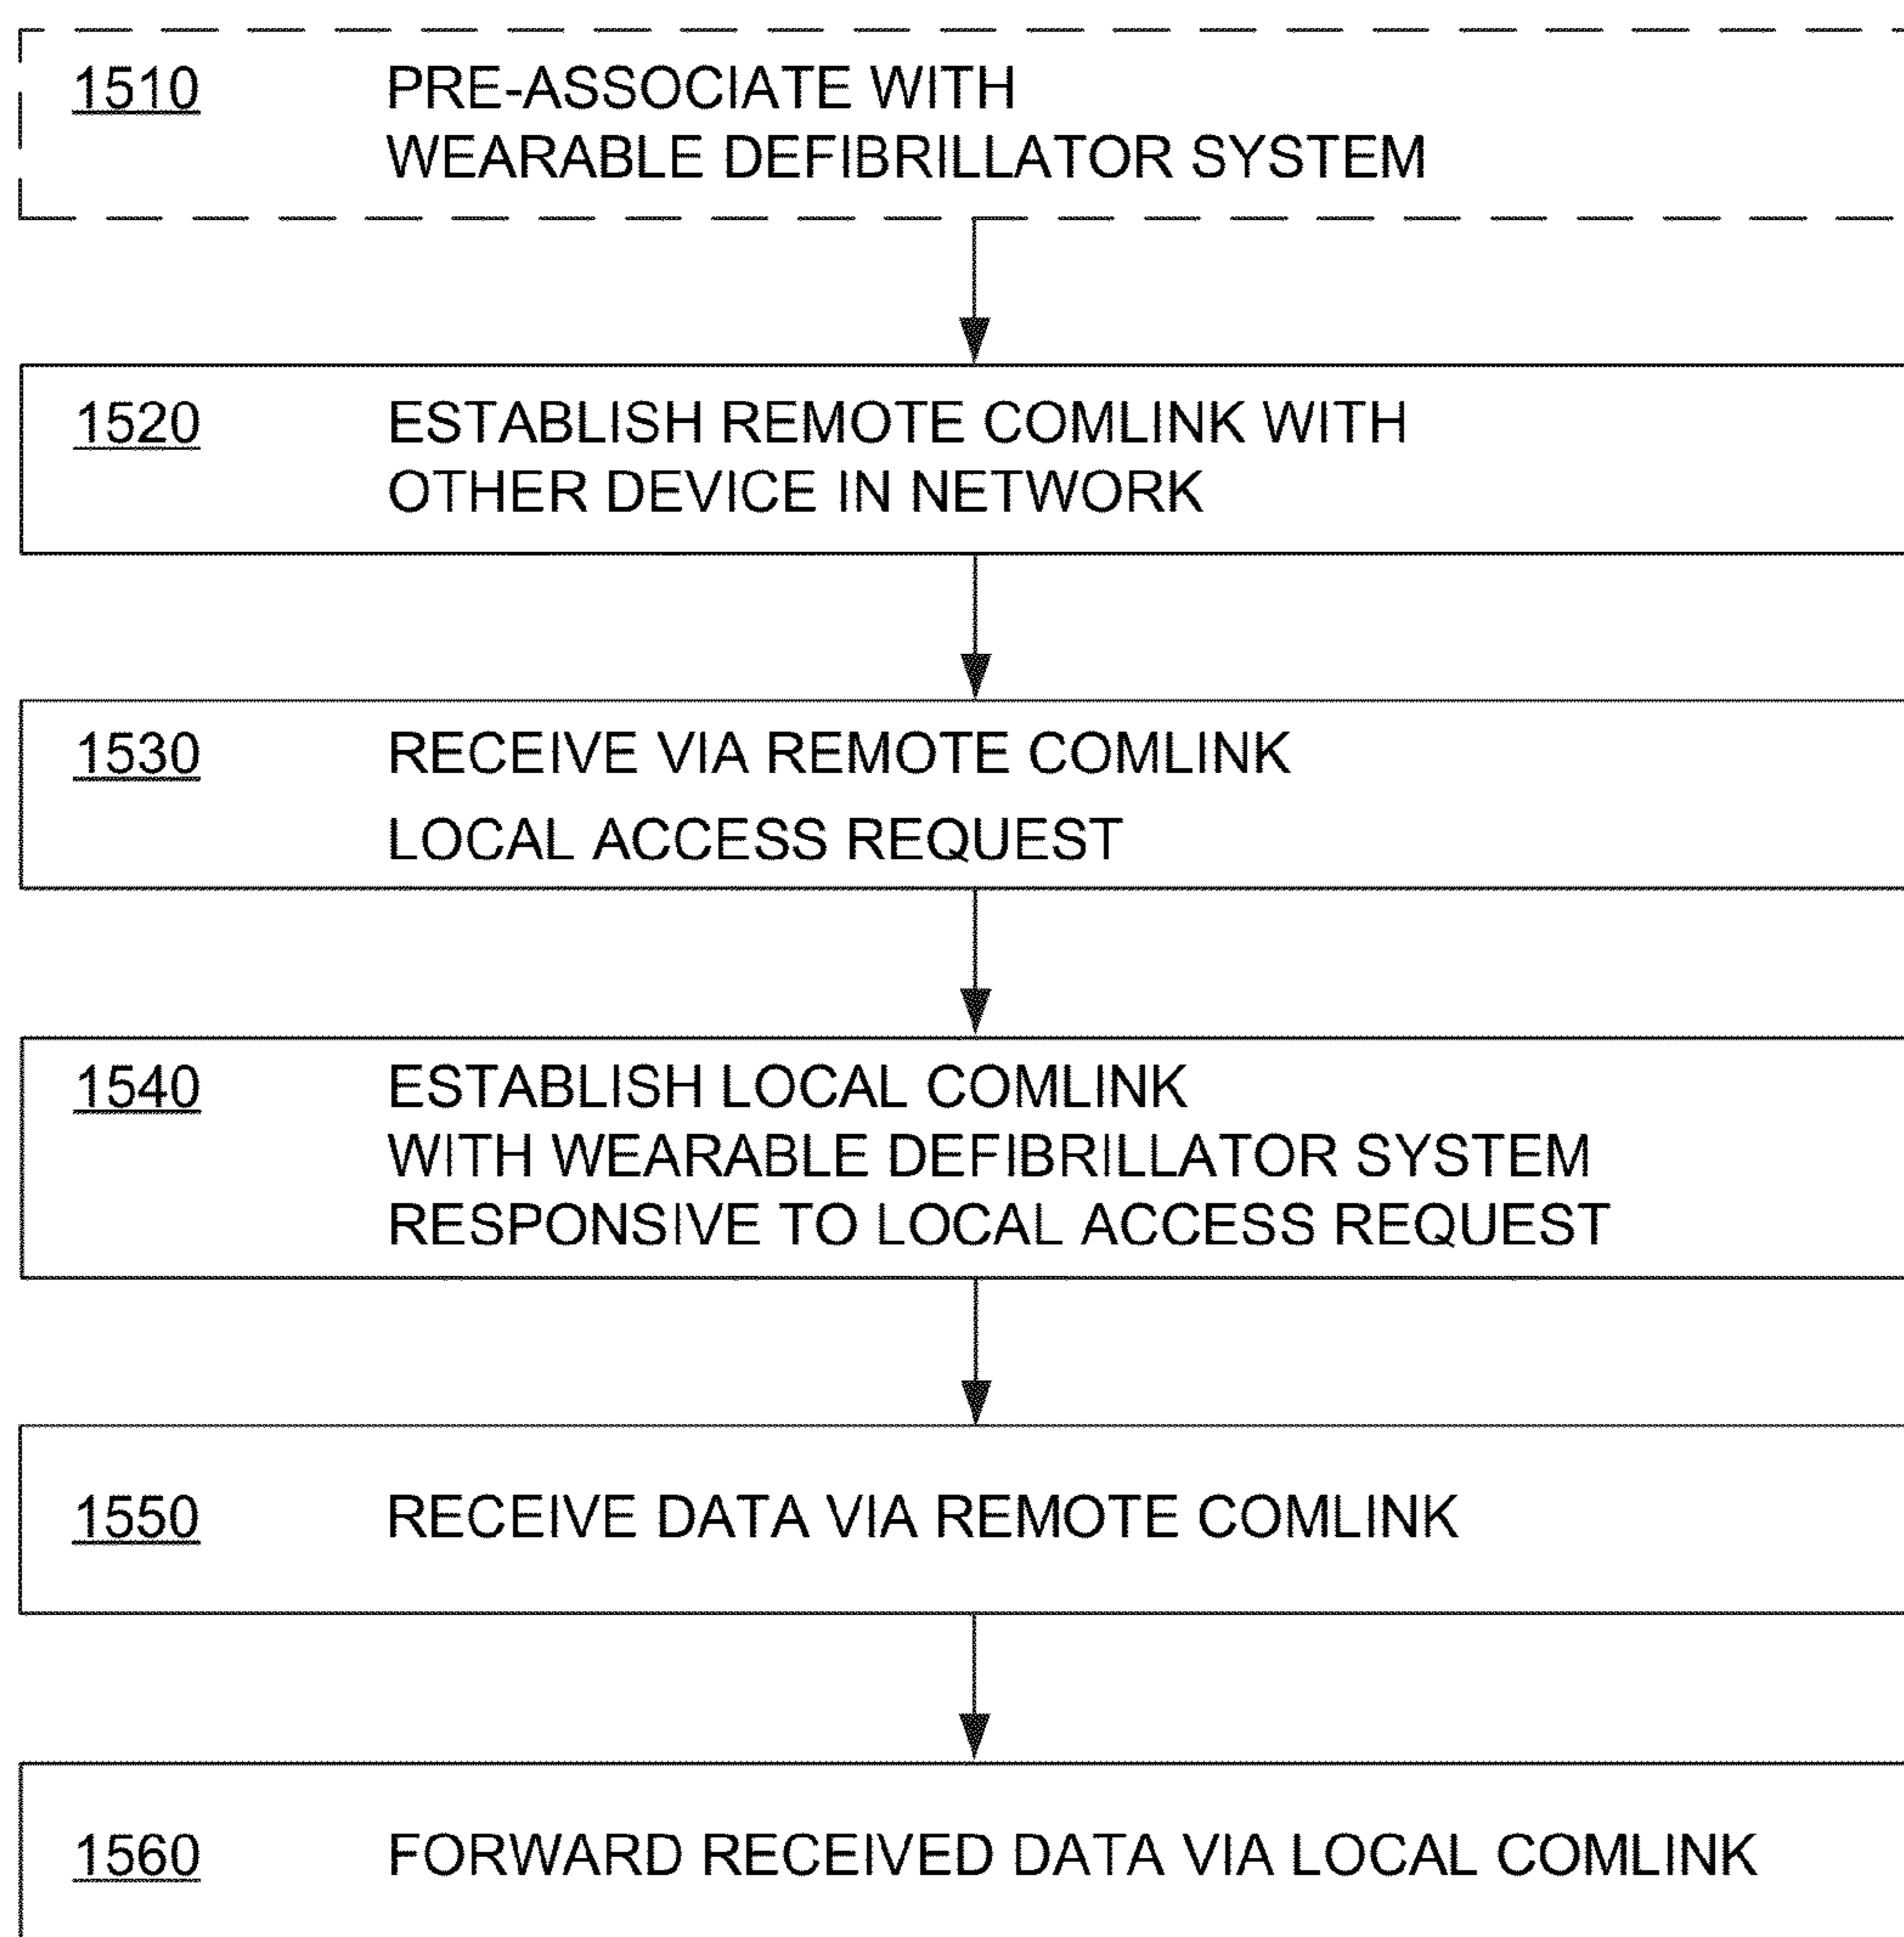 1510 PRE-ASSOCIATE WITH
WEARABLE DEFIBRILLATOR SYSTEM
1520 ESTABLISH REMOTE COMLINK WITH
OTHER DEVICE IN NETWORK
1530 RECEIVE VIA REMOTE COMLINK
LOCAL ACCESS REQUEST
1540 ESTABLISH LOCAL COMLINK
WITH WEARABLE DEFIBRILLATOR SYSTEM
RESPONSIVE TO LOCAL ACCESS REQUEST
1550 RECEIVE DATA VIA REMOTE COMLINK
1560 FORWARD RECEIVED DATA VIA LOCAL COMLINK